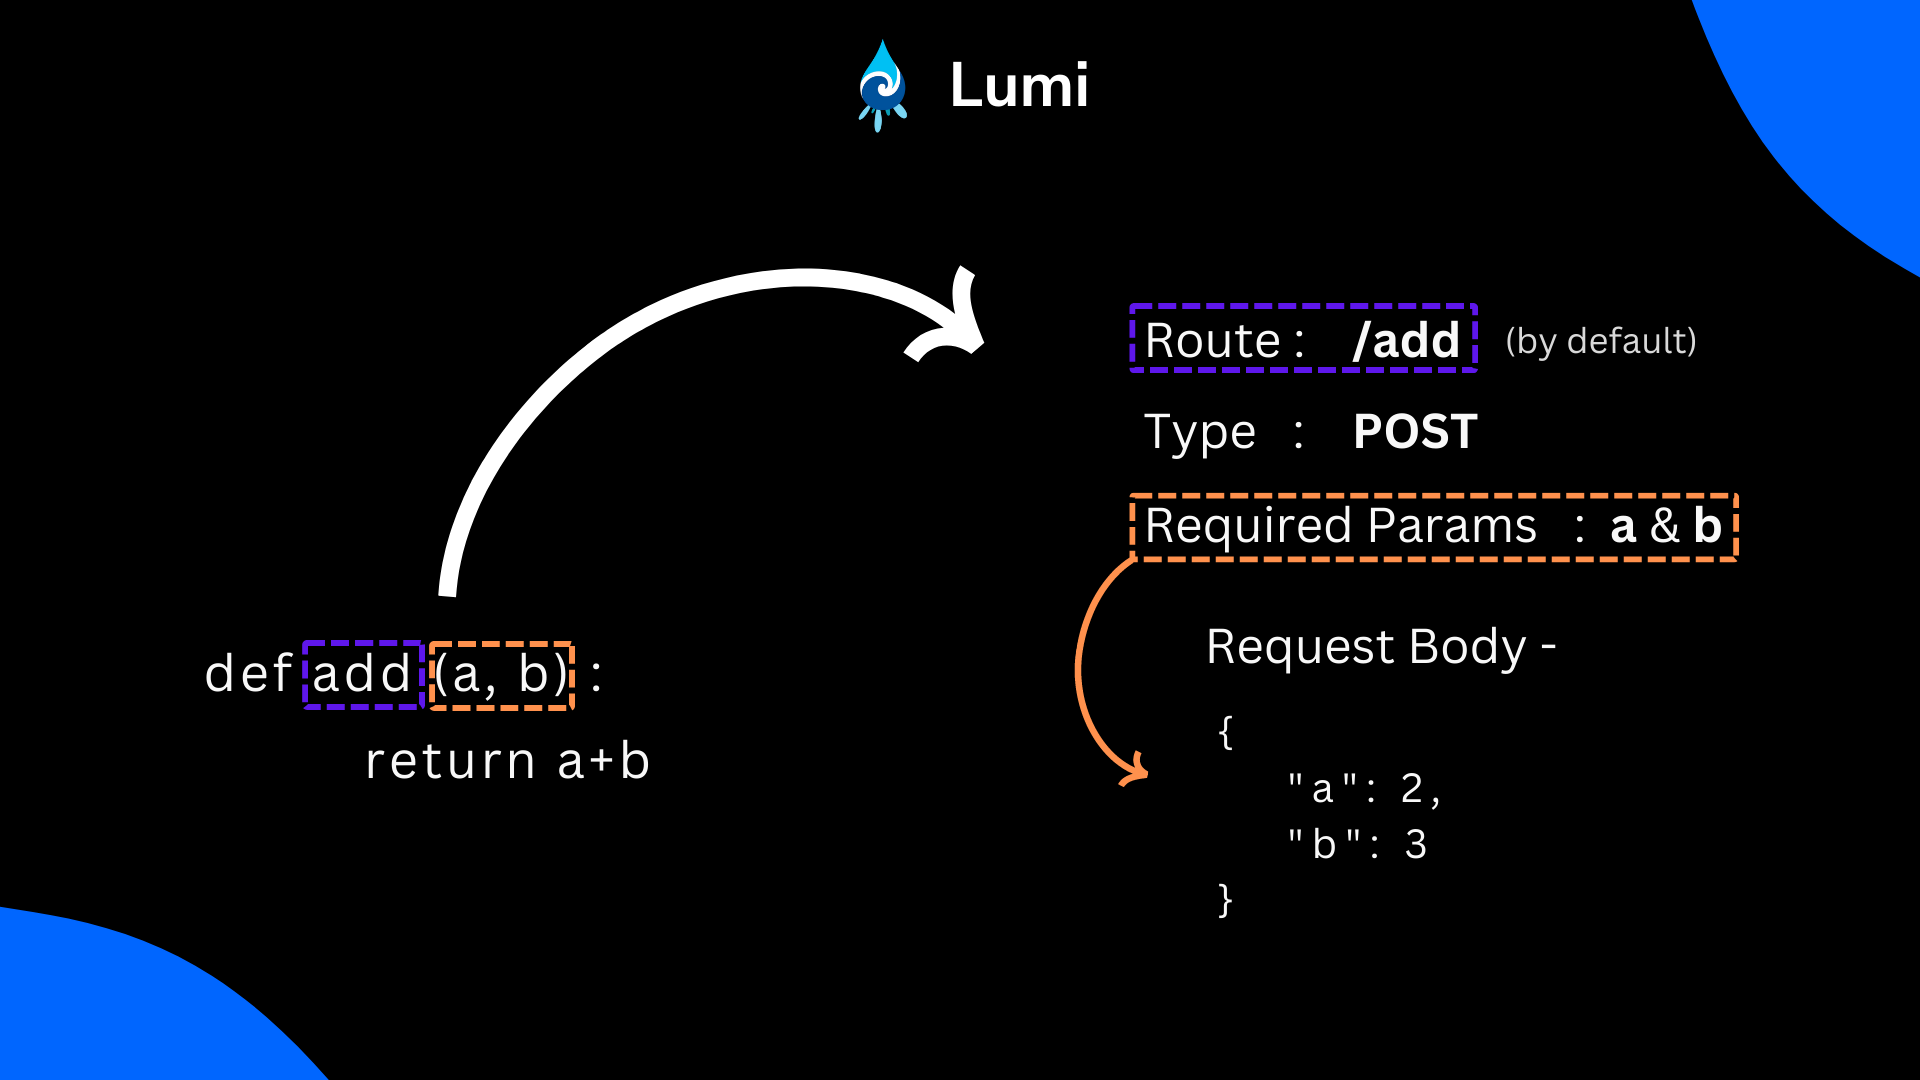 Lumi
def add (a, b) :
return a+b
Route : /add (by default)
Type : POST
Required Params : a & b
Request Body -
{
"a": 2,
"b": 3
}